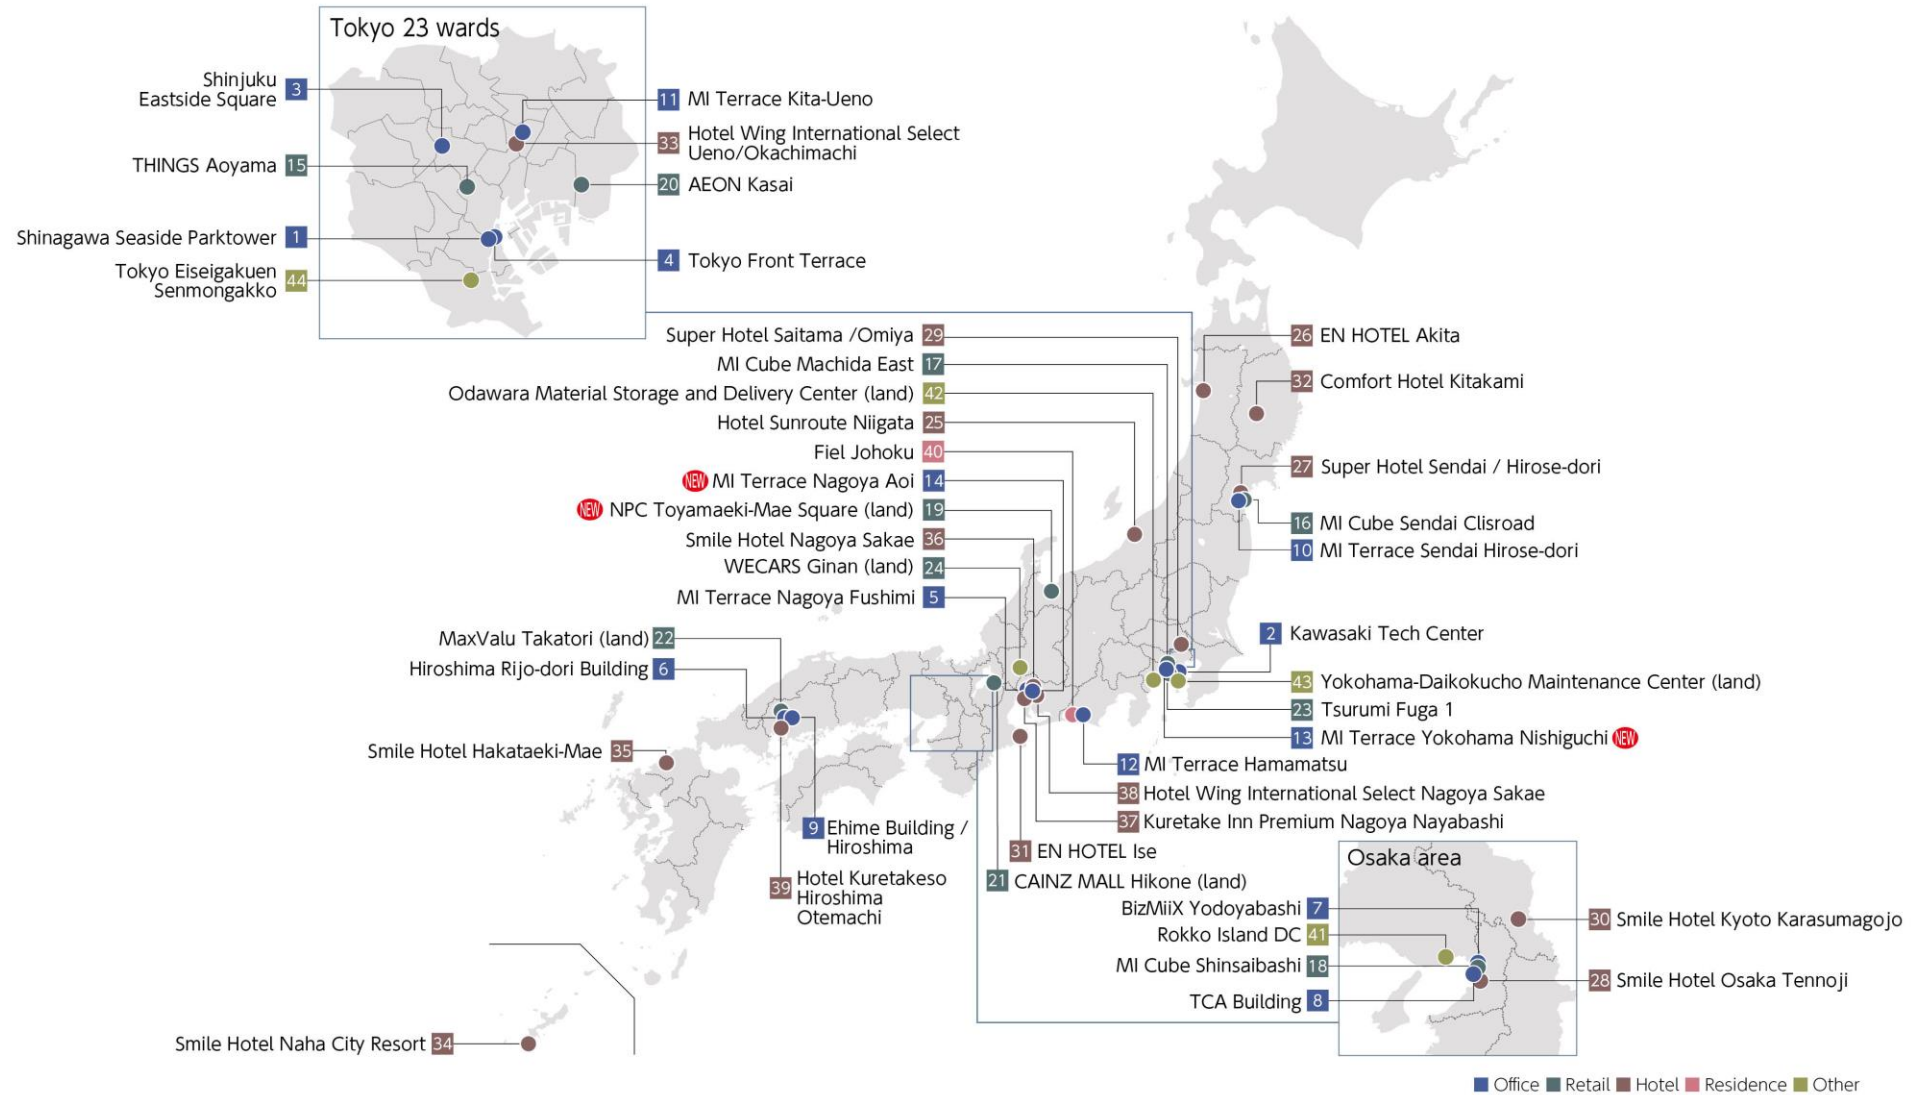 Tokyo 23 wards
Shinjuku
Eastside Square
3
THINGS Aoyama 15
Shinagawa Seaside Parktower 1
Tokyo Eiseigakuen
Senmongakko
44
11 MI Terrace Kita-Ueno
33 Hotel Wing International Select
Ueno/Okachimachi
20 AEON Kasai
4 Tokyo Front Terrace
Super Hotel Saitama /Omiya 29
MI Cube Machida East 17
Odawara Material Storage and Delivery Center (land) 42
Hotel Sunroute Niigata 25
Fiel Johoku 40
NEW MI Terrace Nagoya Aoi 14
NEW NPC Toyamaeki-Mae Square (land) 19
Smile Hotel Nagoya Sakae 36
WECARS Ginan (land) 24
MI Terrace Nagoya Fushimi 5
26 EN HOTEL Akita
32 Comfort Hotel Kitakami
27 Super Hotel Sendai / Hirose-dori
16 MI Cube Sendai Clisroad
10 MI Terrace Sendai Hirose-dori
MaxValu Takatori (land) 22
Hiroshima Rijo-dori Building 6
Smile Hotel Hakataeki-Mae 35
9 Ehime Building /
Hiroshima
39 Hotel Kuretakeso
Hiroshima
Otemachi
Smile Hotel Naha City Resort 34
2 Kawasaki Tech Center
43 Yokohama-Daikokucho Maintenance Center (land)
23 Tsurumi Fuga 1
13 MI Terrace Yokohama Nishiguchi NEW
12 MI Terrace Hamamatsu
38 Hotel Wing International Select Nagoya Sakae
37 Kuretake Inn Premium Nagoya Nayabashi
31 EN HOTEL Ise
21 CAINZ MALL Hikone (land)
Osaka area
BizMiiX Yodoyabashi 7
Rokko Island DC 41
MI Cube Shinsaibashi 18
TCA Building 8
30 Smile Hotel Kyoto Karasumagojo
28 Smile Hotel Osaka Tennoji
Office Retail Hotel Residence Other